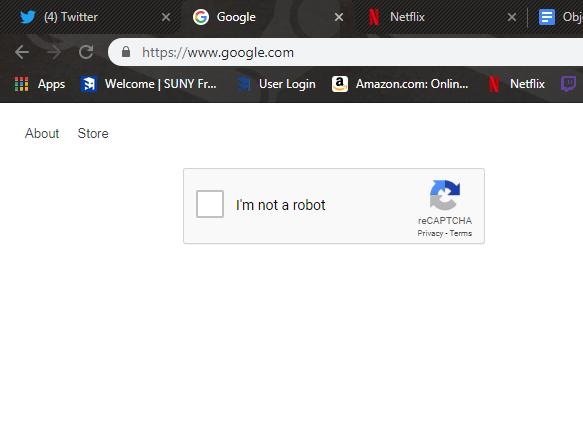 (4) Twitter Google Netflix Obj
https://www.google.com
Apps Welcome | SUNY Fr... User Login Amazon.com: Onlin... Netflix
About Store
I'm not a robot
reCAPTCHA
Privacy - Terms